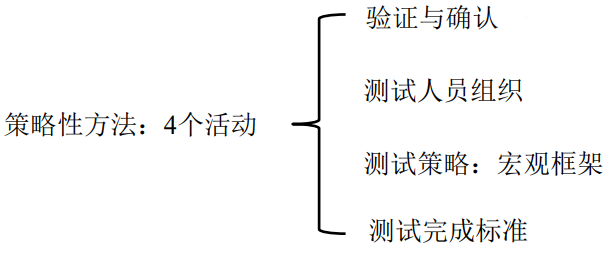 验证与确认
测试人员组织
策略性方法：4个活动
测试策略：宏观框架
测试完成标准